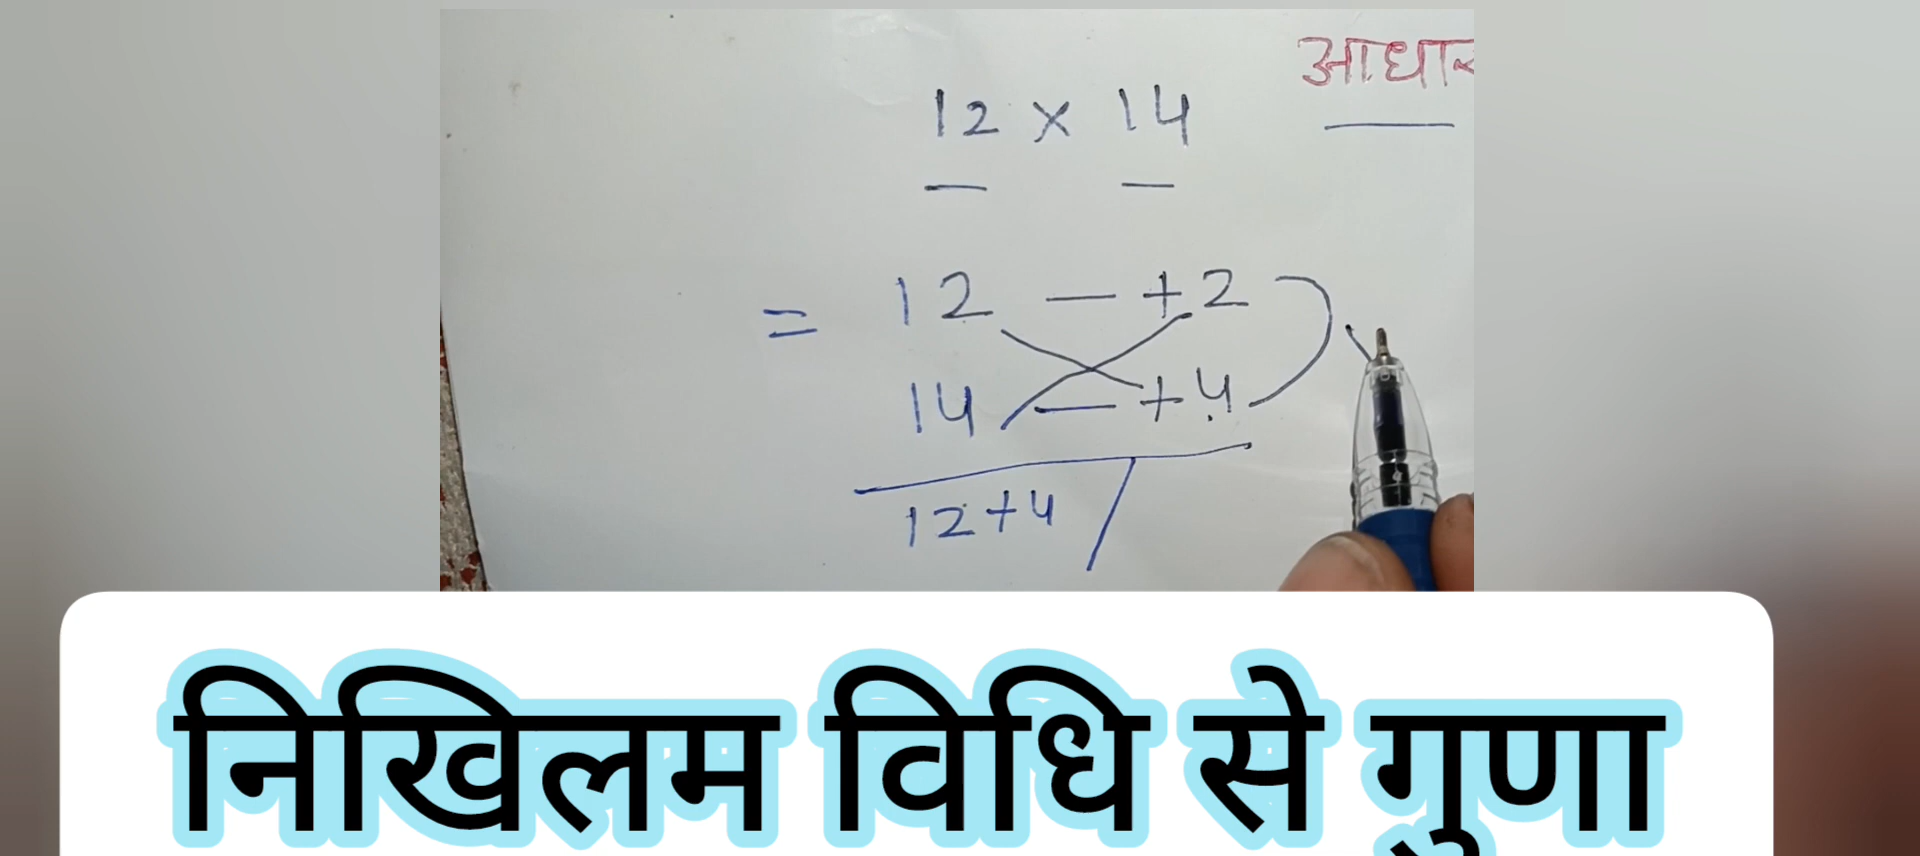 आधार
12 × 14
= 12 — +2
14 — +4
12+4 /
निखिलम विधि से गुणा